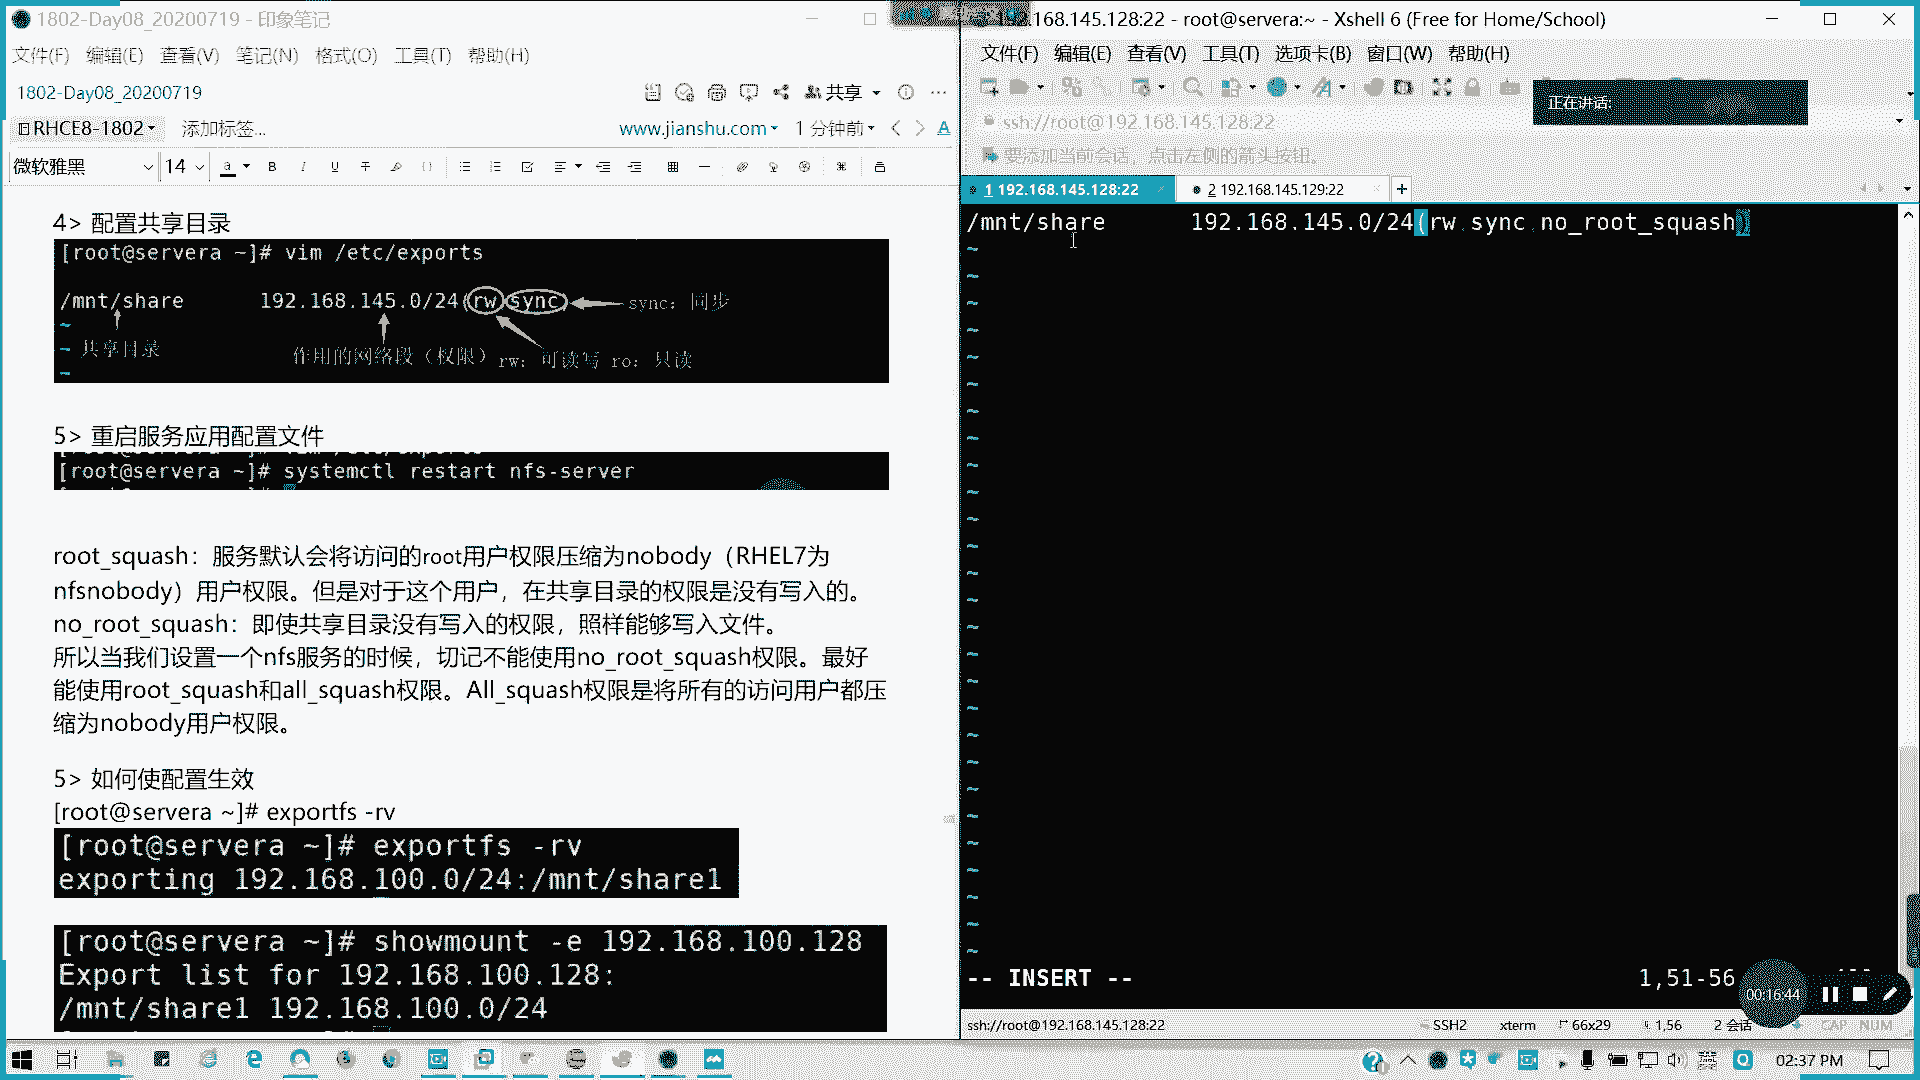 1802-Day08_20200719 - 印象笔记
文件(F) 编辑(E) 查看(V) 笔记(N) 格式(O) 工具(T) 帮助(H)
1802-Day08_20200719
共享
RHCE8-1802
添加标签...
www.jianshu.com
1 分钟前
微软雅黑
14
4> 配置共享目录
[root@servera ~]# vim /etc/exports
/mnt/share 192.168.145.0/24(rw,sync)
sync：同步
~
~ 共享目录
作用的网络段（权限）
rw：可读写 ro：只读
~
5> 重启服务应用配置文件
[root@servera ~]# systemctl restart nfs-server
root_squash：服务默认会将访问的root用户权限压缩为nobody（RHEL7为
nfsnobody）用户权限。但是对于这个用户，在共享目录的权限是没有写入的。
no_root_squash：即使共享目录没有写入的权限，照样能够写入文件。
所以当我们设置一个nfs服务的时候，切记不能使用no_root_squash权限。最好
能使用root_squash和all_squash权限。All_squash权限是将所有的访问用户都压
缩为nobody用户权限。
5> 如何使配置生效
[root@servera ~]# exportfs -rv
[root@servera ~]# exportfs -rv
exporting 192.168.100.0/24:/mnt/share1
[root@servera ~]# showmount -e 192.168.100.128
Export list for 192.168.100.128:
/mnt/share1 192.168.100.0/24
192.168.145.128:22 - root@servera:~ - Xshell 6 (Free for Home/School)
文件(F) 编辑(E) 查看(V) 工具(T) 选项卡(B) 窗口(W) 帮助(H)
正在讲话:
ssh://root@192.168.145.128:22
要添加当前会话，点击左侧的箭头按钮。
1 192.168.145.128:22
2 192.168.145.129:22
/mnt/share 192.168.145.0/24(rw,sync,no_root_squash)
-- INSERT --
1,51-56
00:16:44
ssh://root@192.168.145.128:22
SSH2
xterm
66x29
1,56
2 会话
CAP NUM
英
02:37 PM